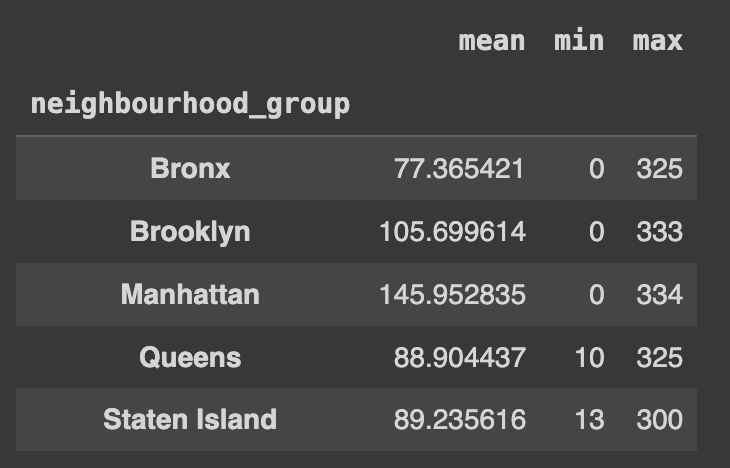 mean min max
neighbourhood_group
Bronx 77.365421 0 325
Brooklyn 105.699614 0 333
Manhattan 145.952835 0 334
Queens 88.904437 10 325
Staten Island 89.235616 13 300